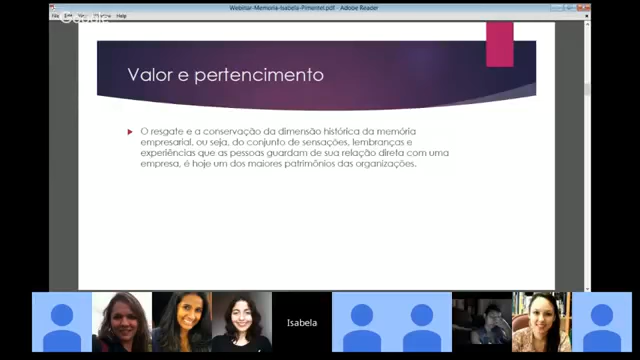 Webinar-Memoria-Isabela-Pimentel.pdf - Adobe Reader
Valor e pertencimento
O resgate e a conservação da dimensão histórica da memória
empresarial, ou seja, do conjunto de sensações, lembranças e
experiências que as pessoas guardam de sua relação direta com uma
empresa, é hoje um dos maiores patrimônios das organizações.
Isabela